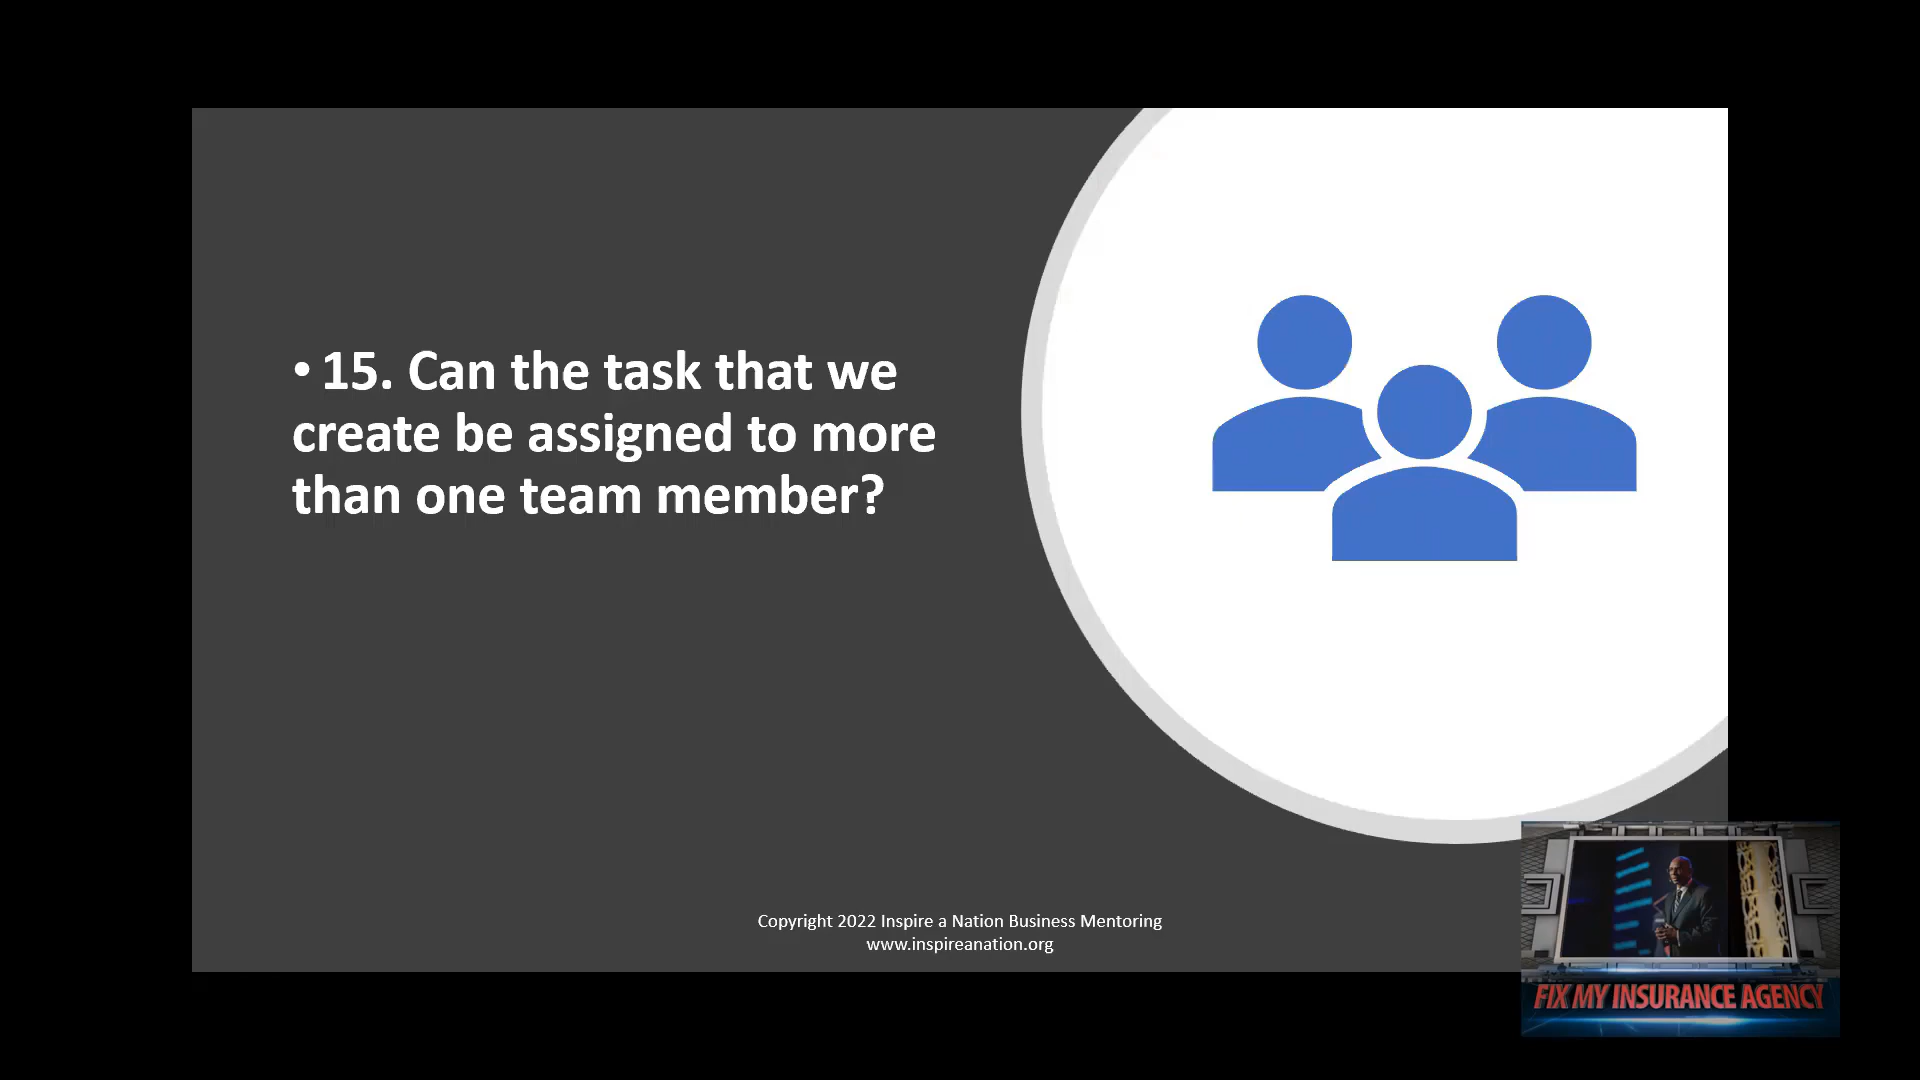 • 15. Can the task that we
create be assigned to more
than one team member?
Copyright 2022 Inspire a Nation Business Mentoring
www.inspireanation.org
FIX MY INSURANCE AGENCY